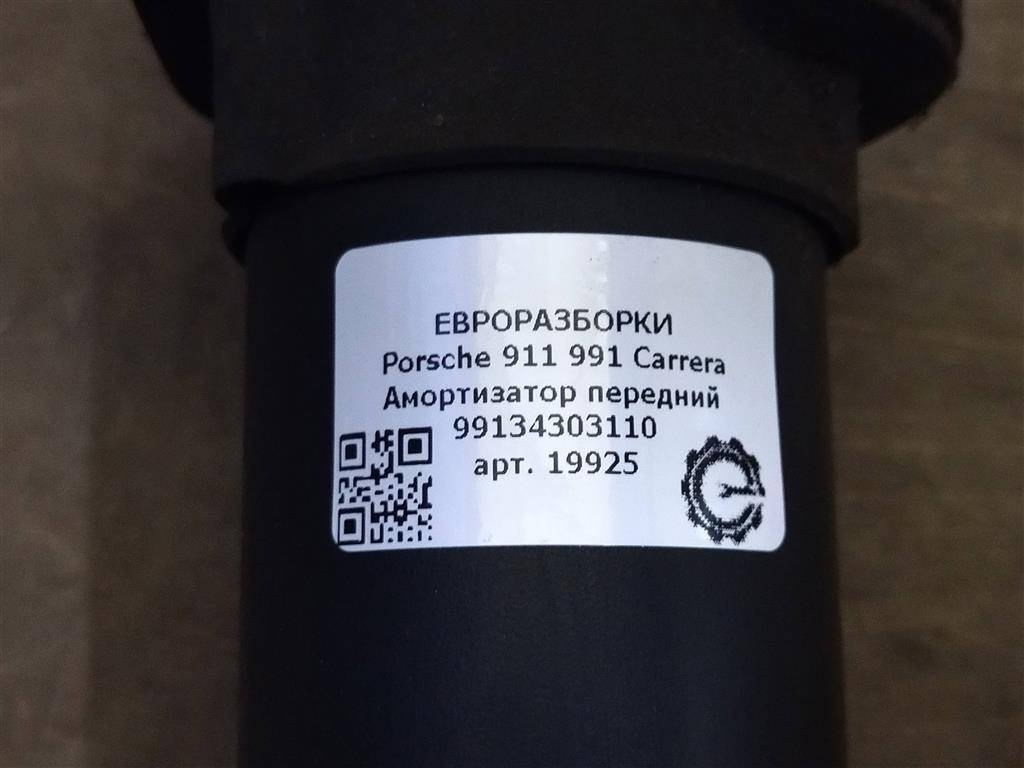 ЕВРОРАЗБОРКИ
Porsche 911 991 Carrera
Амортизатор передний
99134303110
арт. 19925